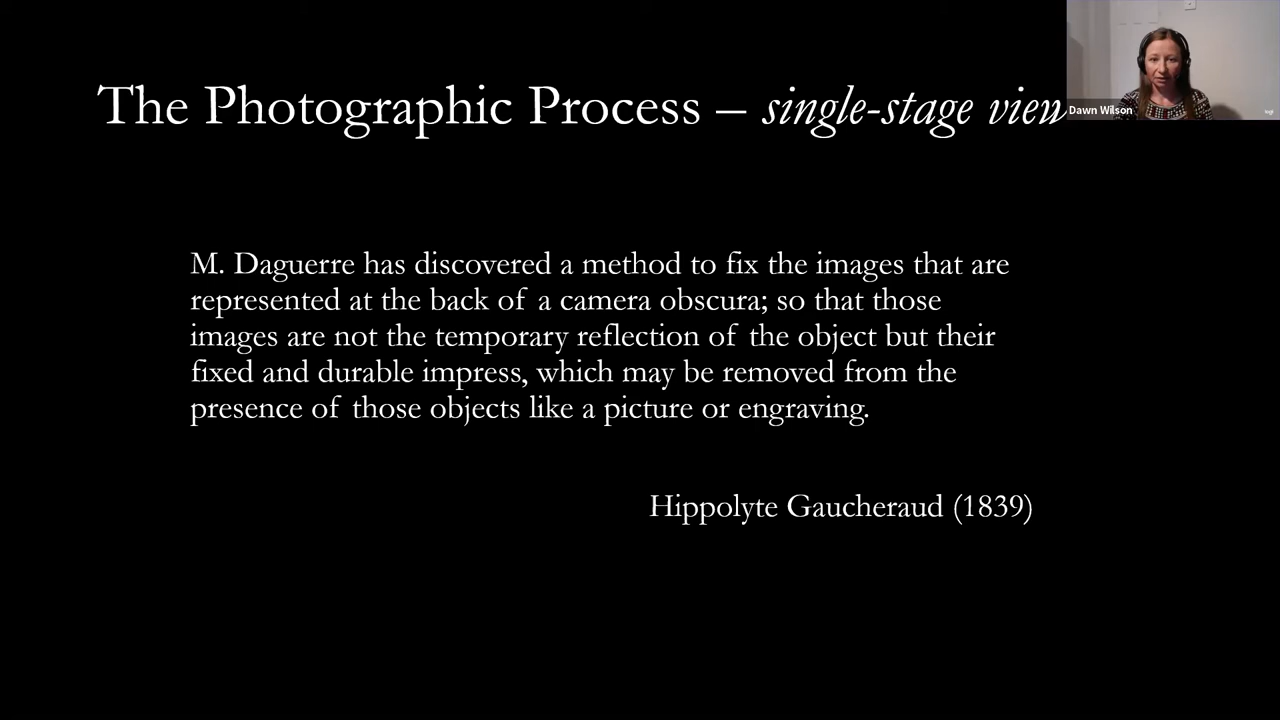 The Photographic Process – single-stage view
Dawn Wilson
M. Daguerre has discovered a method to fix the images that are
represented at the back of a camera obscura; so that those
images are not the temporary reflection of the object but their
fixed and durable impress, which may be removed from the
presence of those objects like a picture or engraving.
Hippolyte Gaucheraud (1839)